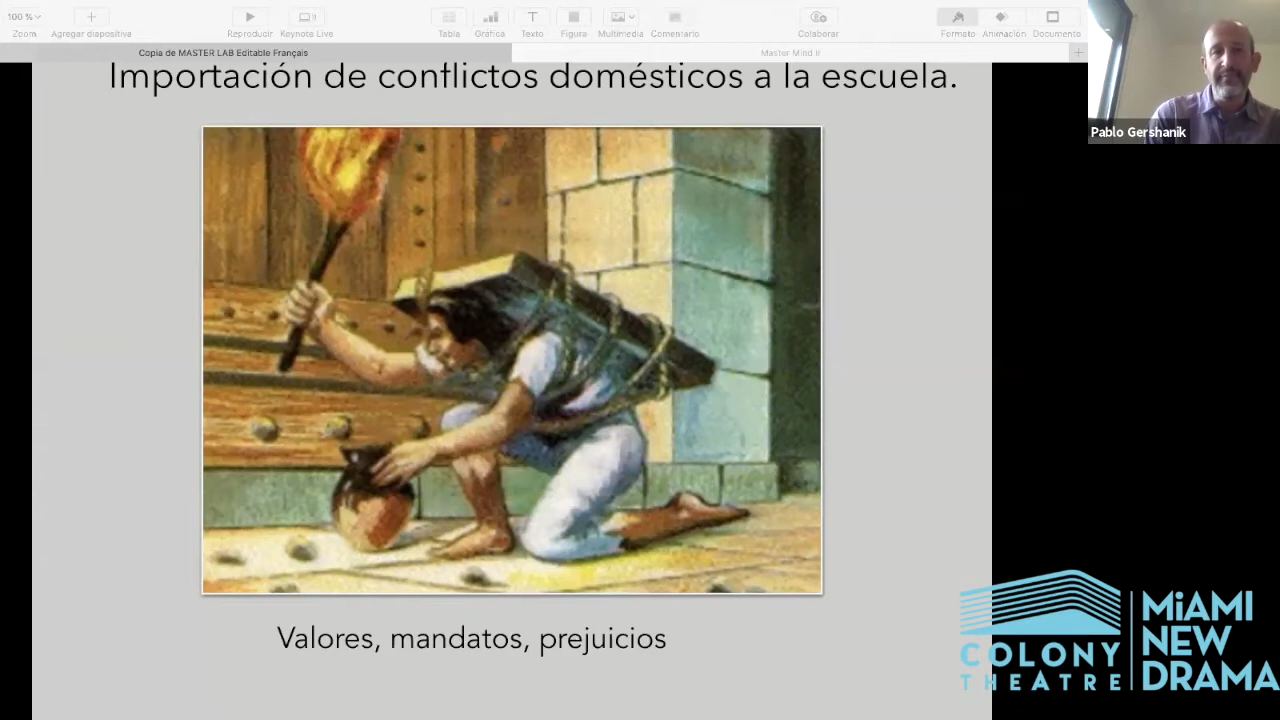 100 %
Zoom
Agregar diapositiva
Reproducir
Keynote Live
Tabla
Gráfica
Texto
Figura
Multimedia
Comentario
Colaborar
Formato
Animación
Documento
Copia de MASTER LAB Editable Français
Master Mind II
Importación de conflictos domésticos a la escuela.
Pablo Gershanik
Valores, mandatos, prejuicios
COLONY
THEATRE
MiAMI
NEW
DRAMA